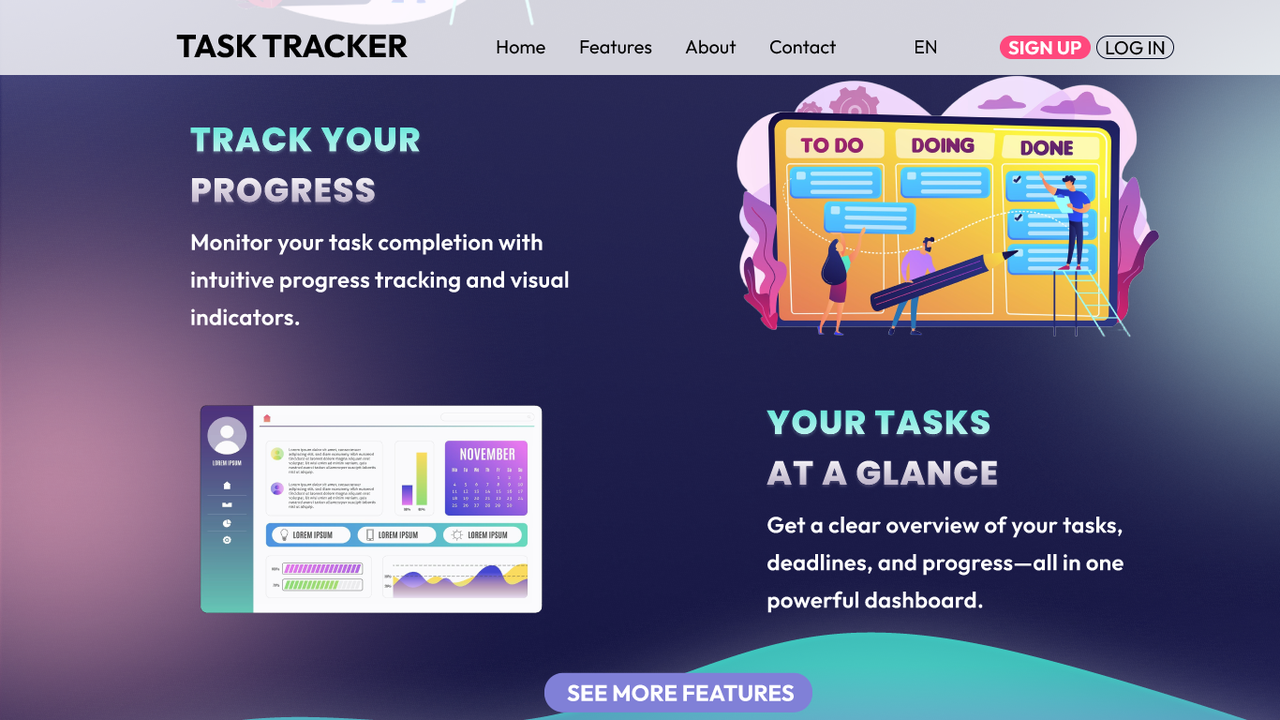 TASK TRACKER
Home Features About Contact EN SIGN UP LOG IN
TRACK YOUR
PROGRESS
Monitor your task completion with
intuitive progress tracking and visual
indicators.
TO DO DOING DONE
LOREM IPSUM
NOVEMBER
LOREM IPSUM LOREM IPSUM LOREM IPSUM
YOUR TASKS
AT A GLANCE
Get a clear overview of your tasks,
deadlines, and progress—all in one
powerful dashboard.
SEE MORE FEATURES